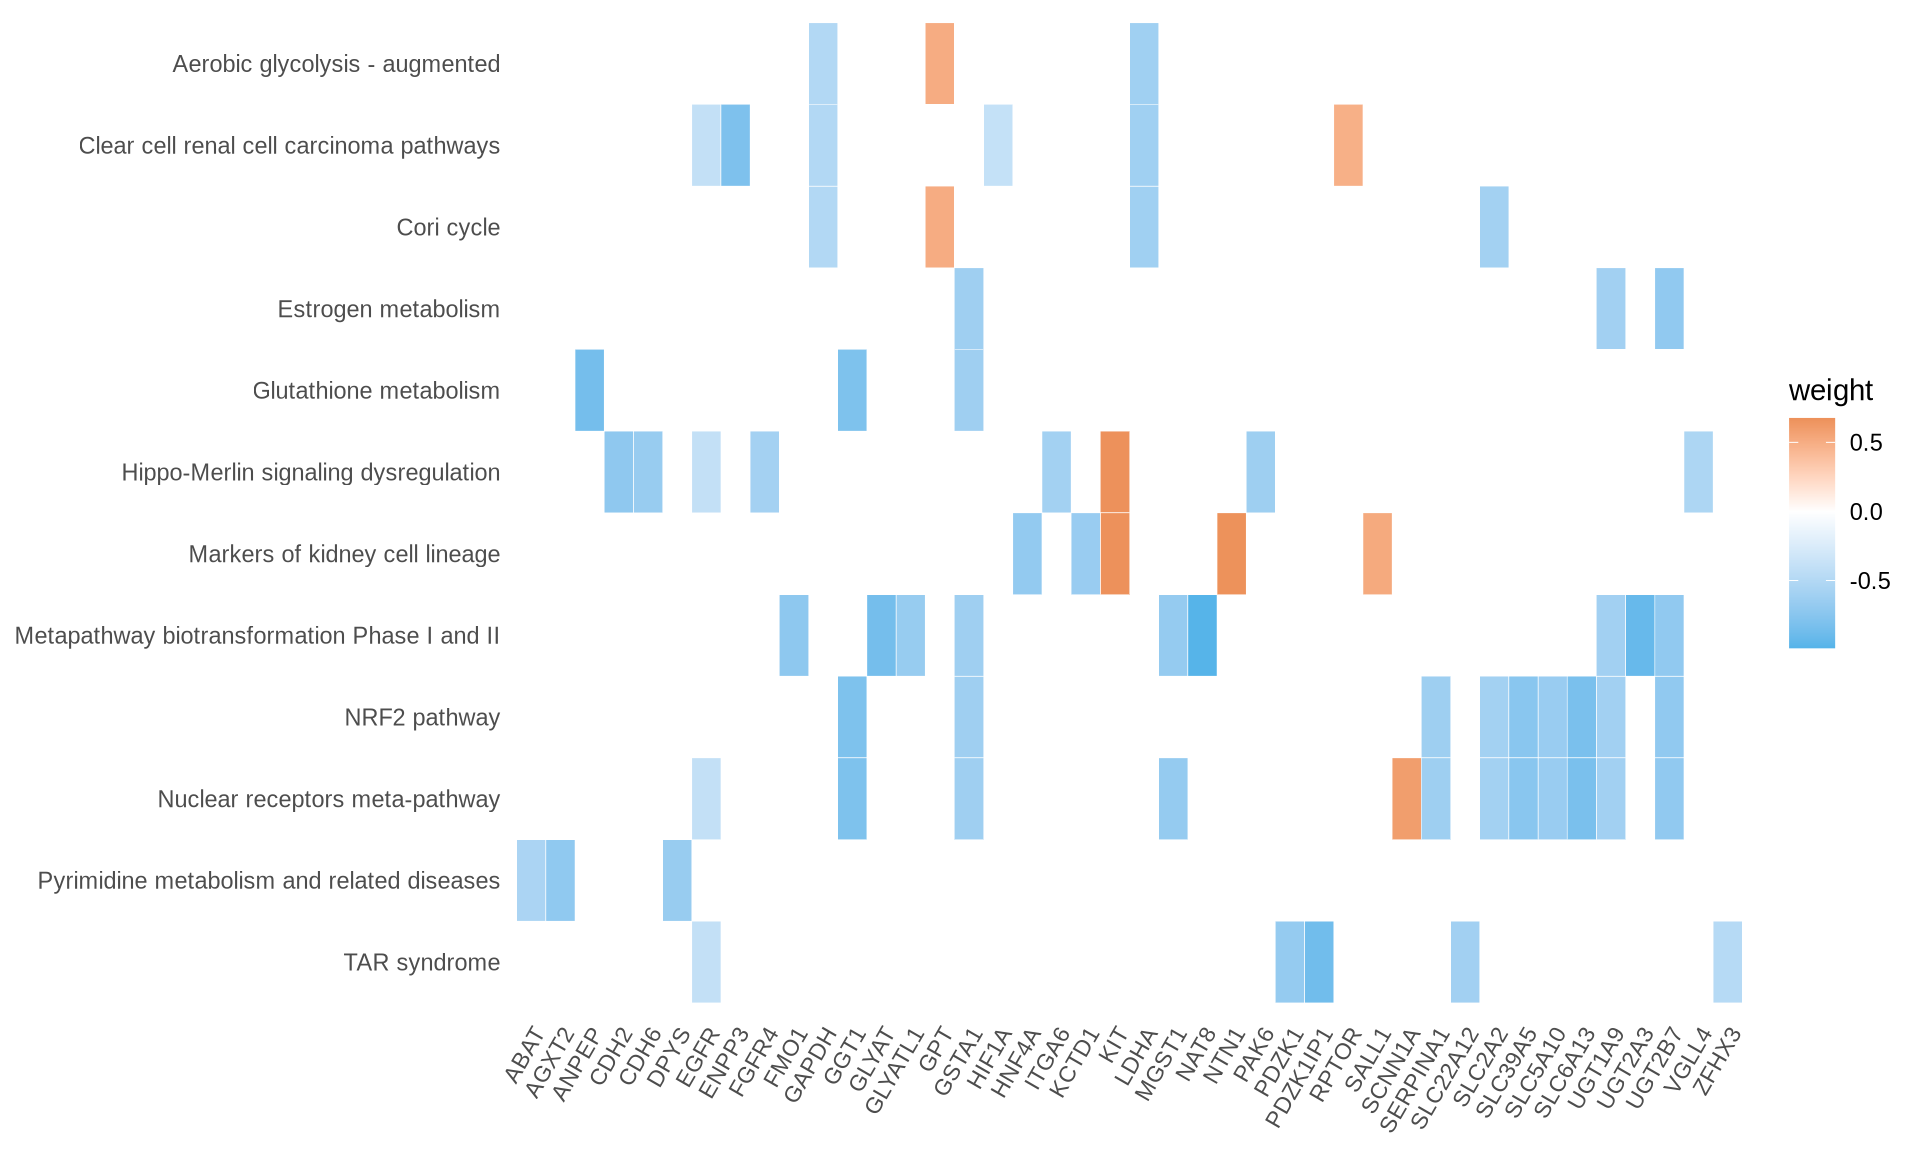 Aerobic glycolysis - augmented
Clear cell renal cell carcinoma pathways
Cori cycle
Estrogen metabolism
Glutathione metabolism
Hippo-Merlin signaling dysregulation
Markers of kidney cell lineage
Metapathway biotransformation Phase I and II
NRF2 pathway
Nuclear receptors meta-pathway
Pyrimidine metabolism and related diseases
TAR syndrome
ABAT
AGXT2
ANPEP
CDH2
CDH6
DPYS
EGFR
ENPP3
FGFR4
FMO1
GAPDH
GGT1
GLYAT
GLYATL1
GPT
GSTA1
HIF1A
HNF4A
ITGA6
KCTD1
KIT
LDHA
MGST1
NAT8
NTN1
PAK6
PDZK1
PDZK1IP1
RPTOR
SALL1
SCNN1A
SERPINA1
SLC22A12
SLC2A2
SLC39A5
SLC5A10
SLC6A13
UGT1A9
UGT2A3
UGT2B7
VGLL4
ZFHX3
weight
0.5
0.0
-0.5